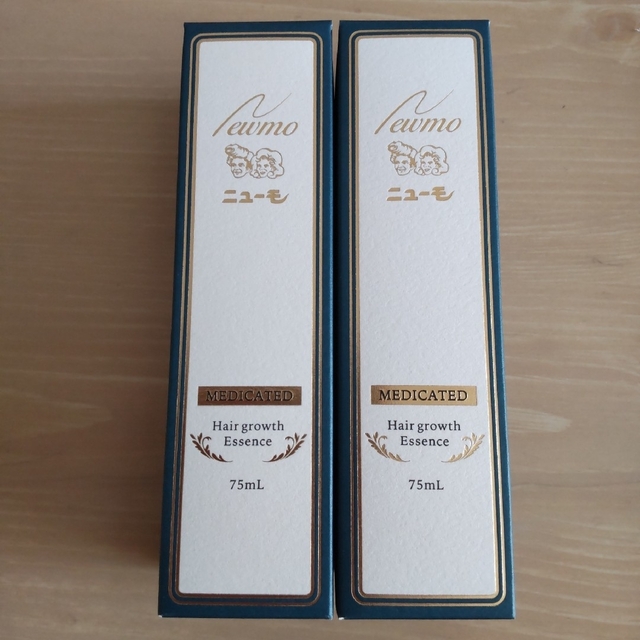 Newmo
ニューモ
MEDICATED
Hair growth
Essence
75mL
Newmo
ニューモ
MEDICATED
Hair growth
Essence
75mL